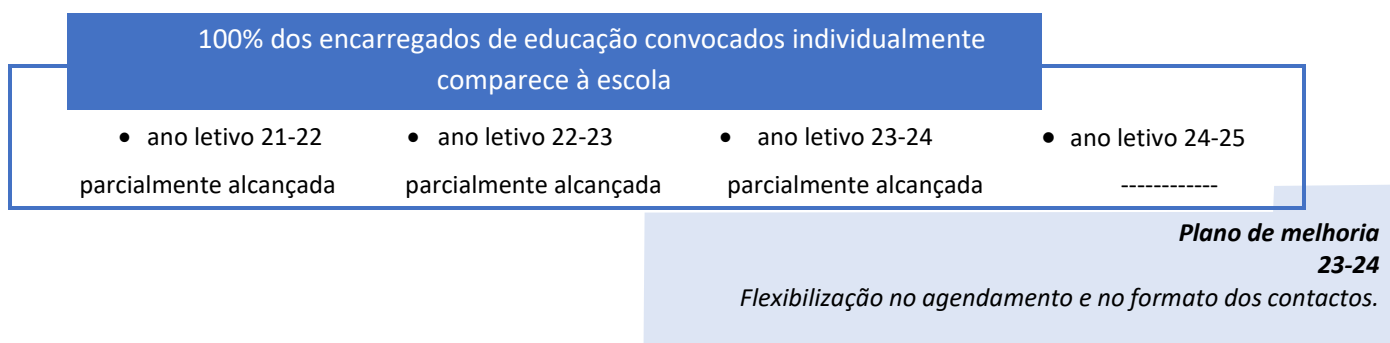 100% dos encarregados de educação convocados individualmente
comparece à escola
• ano letivo 21-22
parcialmente alcançada
• ano letivo 22-23
parcialmente alcançada
• ano letivo 23-24
parcialmente alcançada
• ano letivo 24-25
------------
Plano de melhoria
23-24
Flexibilização no agendamento e no formato dos contactos.